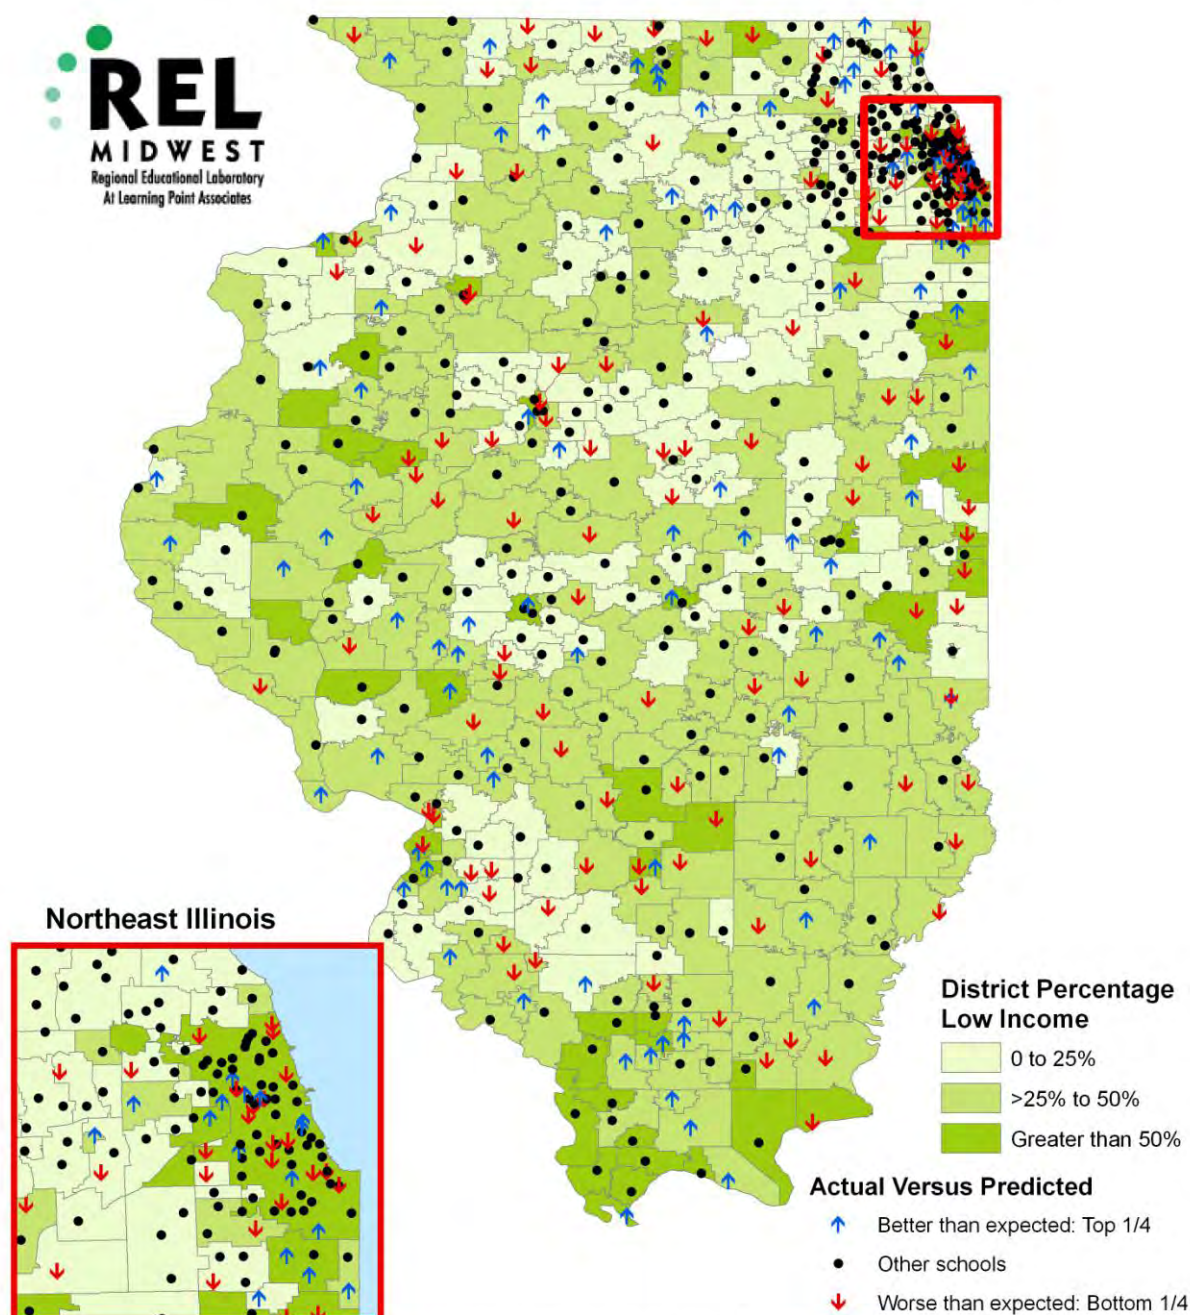 REL
MIDWEST
Regional Educational Laboratory
At Learning Point Associates
Northeast Illinois
District Percentage
Low Income
0 to 25%
>25% to 50%
Greater than 50%
Actual Versus Predicted
Better than expected: Top 1/4
Other schools
Worse than expected: Bottom 1/4